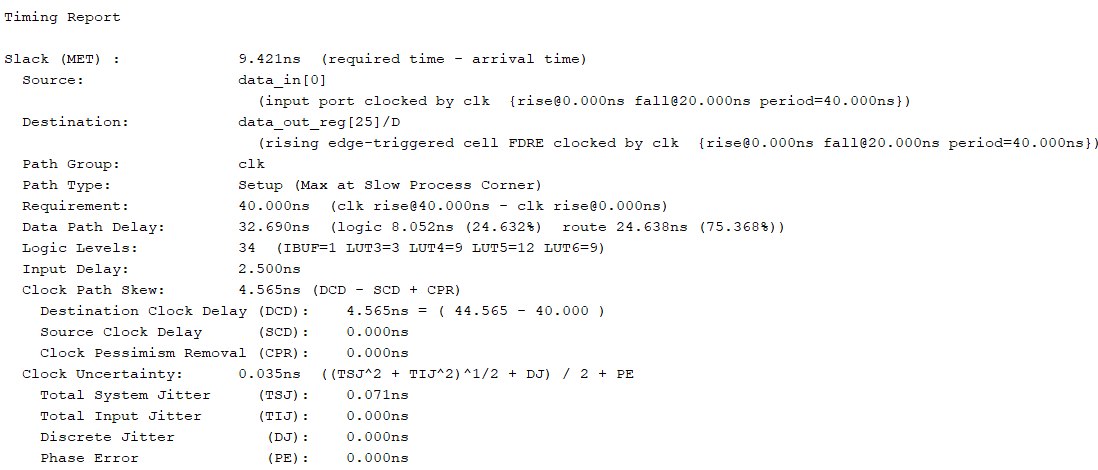 Timing Report
Slack (MET) : 9.421ns (required time - arrival time)
Source: data_in[0]
(input port clocked by clk {rise@0.000ns fall@20.000ns period=40.000ns})
Destination: data_out_reg[25]/D
(rising edge-triggered cell FDRE clocked by clk {rise@0.000ns fall@20.000ns period=40.000ns})
Path Group: clk
Path Type: Setup (Max at Slow Process Corner)
Requirement: 40.000ns (clk rise@40.000ns - clk rise@0.000ns)
Data Path Delay: 32.690ns (logic 8.052ns (24.632%) route 24.638ns (75.368%))
Logic Levels: 34 (IBUF=1 LUT3=3 LUT4=9 LUT5=12 LUT6=9)
Input Delay: 2.500ns
Clock Path Skew: 4.565ns (DCD - SCD + CPR)
Destination Clock Delay (DCD): 4.565ns = ( 44.565 - 40.000 )
Source Clock Delay (SCD): 0.000ns
Clock Pessimism Removal (CPR): 0.000ns
Clock Uncertainty: 0.035ns ((TSJ^2 + TIJ^2)^1/2 + DJ) / 2 + PE
Total System Jitter (TSJ): 0.071ns
Total Input Jitter (TIJ): 0.000ns
Discrete Jitter (DJ): 0.000ns
Phase Error (PE): 0.000ns